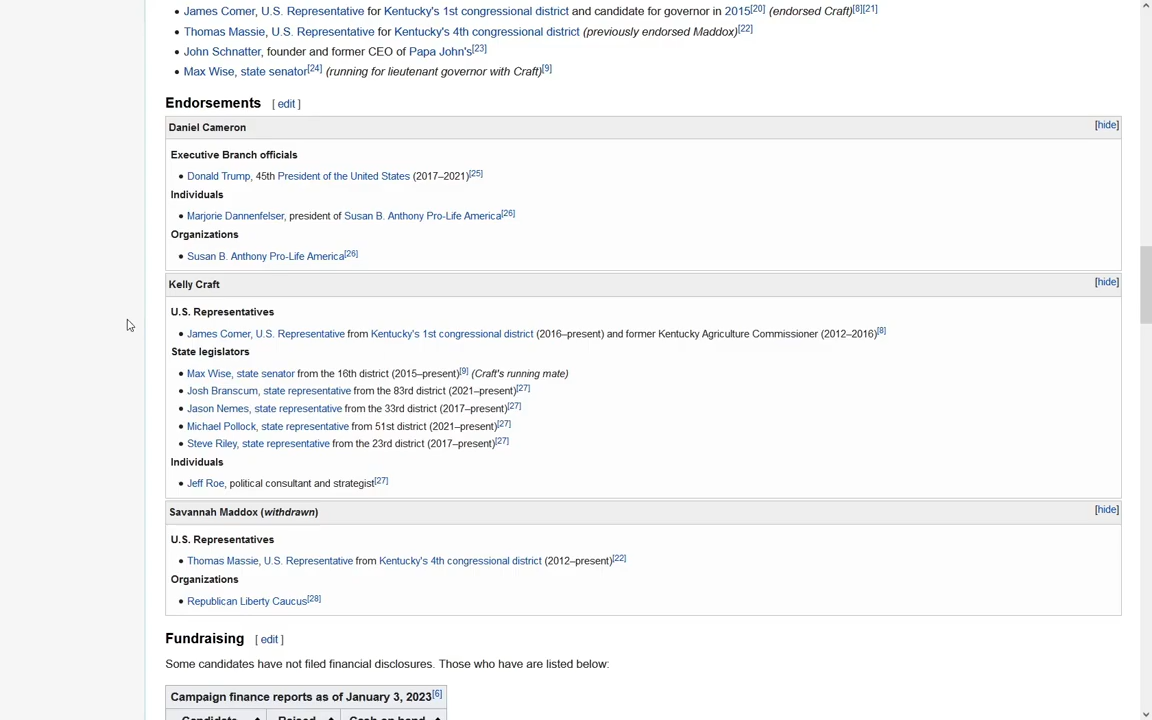 • James Comer, U.S. Representative for Kentucky's 1st congressional district and candidate for governor in 2015[20] (endorsed Craft)[8][21]
• Thomas Massie, U.S. Representative for Kentucky's 4th congressional district (previously endorsed Maddox)[22]
• John Schnatter, founder and former CEO of Papa John's[23]
• Max Wise, state senator[24] (running for lieutenant governor with Craft)[9]
Endorsements [ edit ]
Daniel Cameron [hide]
Executive Branch officials
• Donald Trump, 45th President of the United States (2017–2021)[25]
Individuals
• Marjorie Dannenfelser, president of Susan B. Anthony Pro-Life America[26]
Organizations
• Susan B. Anthony Pro-Life America[26]
Kelly Craft [hide]
U.S. Representatives
• James Comer, U.S. Representative from Kentucky's 1st congressional district (2016–present) and former Kentucky Agriculture Commissioner (2012–2016)[8]
State legislators
• Max Wise, state senator from the 16th district (2015–present)[9] (Craft's running mate)
• Josh Branscum, state representative from the 83rd district (2021–present)[27]
• Jason Nemes, state representative from the 33rd district (2017–present)[27]
• Michael Pollock, state representative from 51st district (2021–present)[27]
• Steve Riley, state representative from the 23rd district (2017–present)[27]
Individuals
• Jeff Roe, political consultant and strategist[27]
Savannah Maddox (withdrawn) [hide]
U.S. Representatives
• Thomas Massie, U.S. Representative from Kentucky's 4th congressional district (2012–present)[22]
Organizations
• Republican Liberty Caucus[28]
Fundraising [ edit ]
Some candidates have not filed financial disclosures. Those who have are listed below:
Campaign finance reports as of January 3, 2023[6]
Candidate Raised Cash on hand